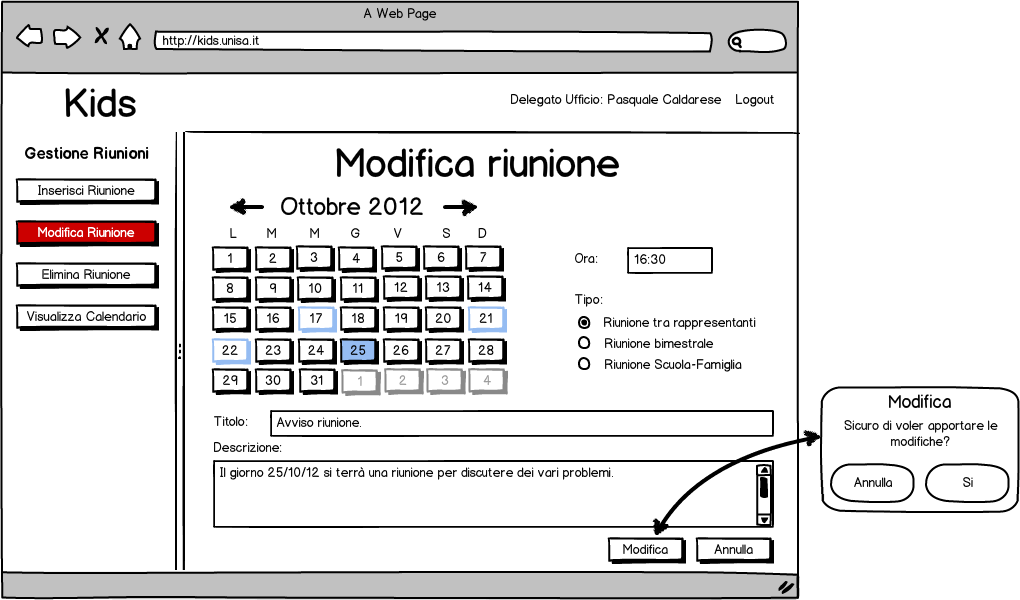 A Web Page
http://kids.unisa.it
Kids
Delegato Ufficio: Pasquale Caldarese Logout
Gestione Riunioni
Inserisci Riunione
Modifica Riunione
Elimina Riunione
Visualizza Calendario
Modifica riunione
Ottobre 2012
L M M G V S D
1 2 3 4 5 6 7
8 9 10 11 12 13 14
15 16 17 18 19 20 21
22 23 24 25 26 27 28
29 30 31 1 2 3 4
Ora: 16:30
Tipo:
Riunione tra rappresentanti
Riunione bimestrale
Riunione Scuola-Famiglia
Titolo: Avviso riunione.
Descrizione:
Il giorno 25/10/12 si terrà una riunione per discutere dei vari problemi.
Modifica Annulla
Modifica
Sicuro di voler apportare le
modifiche?
Annulla Si